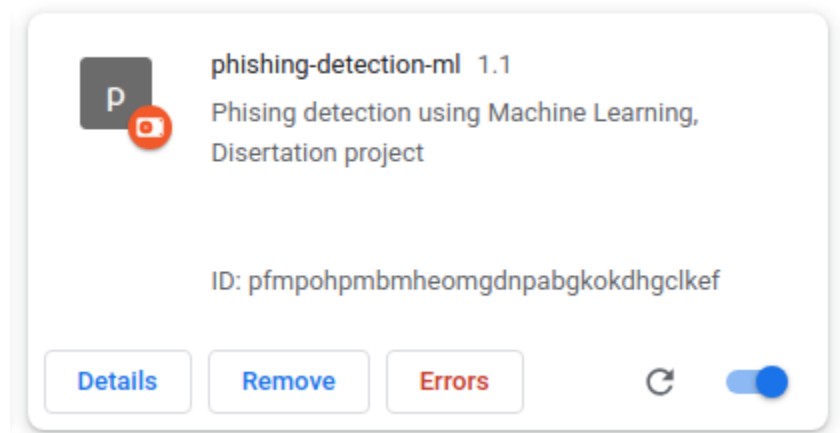 p
phishing-detection-ml 1.1
Phising detection using Machine Learning,
Disertation project
ID: pfmpohpmbmheomgdnpabgkokdhgclkef
Details Remove Errors